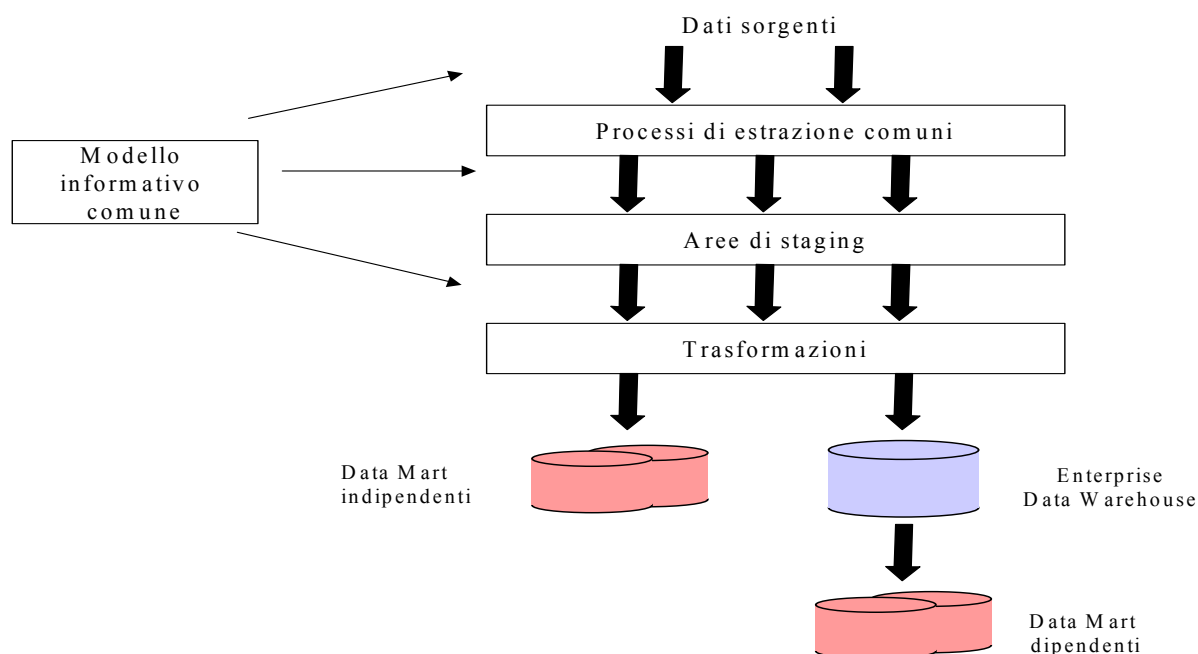 Dati sorgenti
Processi di estrazione comuni
Modello
informativo
comune
Aree di staging
Trasformazioni
Data Mart
indipendenti
Enterprise
Data Warehouse
Data Mart
dipendenti